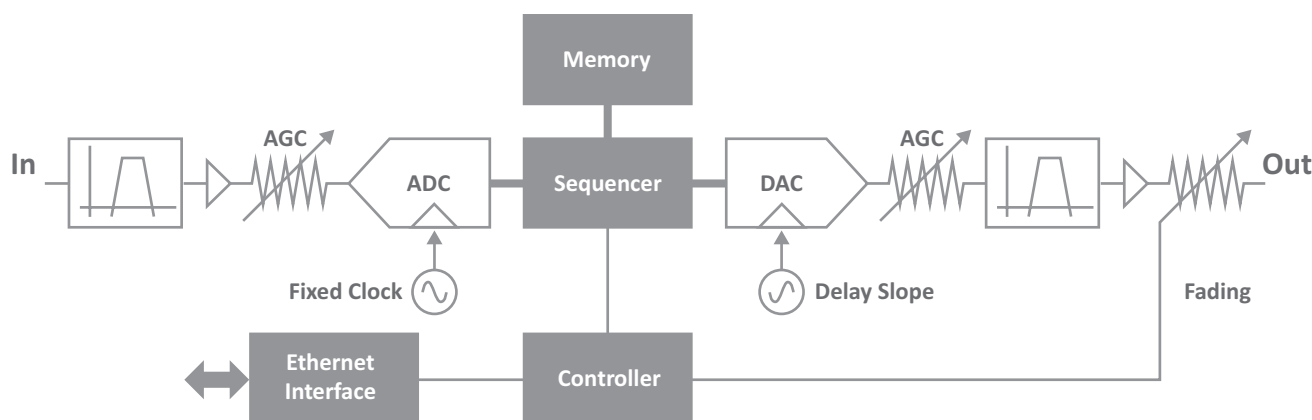 Memory
AGC
AGC
In
ADC
Sequencer
DAC
Out
Fixed Clock
Delay Slope
Fading
Ethernet
Interface
Controller